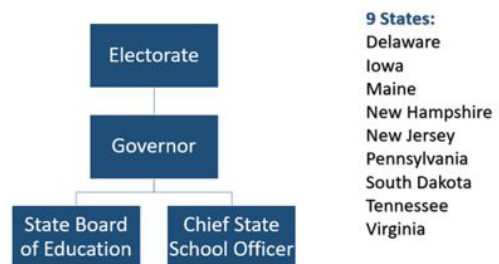 Electorate
Governor
State Board
of Education
Chief State
School Officer
9 States:
Delaware
Iowa
Maine
New Hampshire
New Jersey
Pennsylvania
South Dakota
Tennessee
Virginia